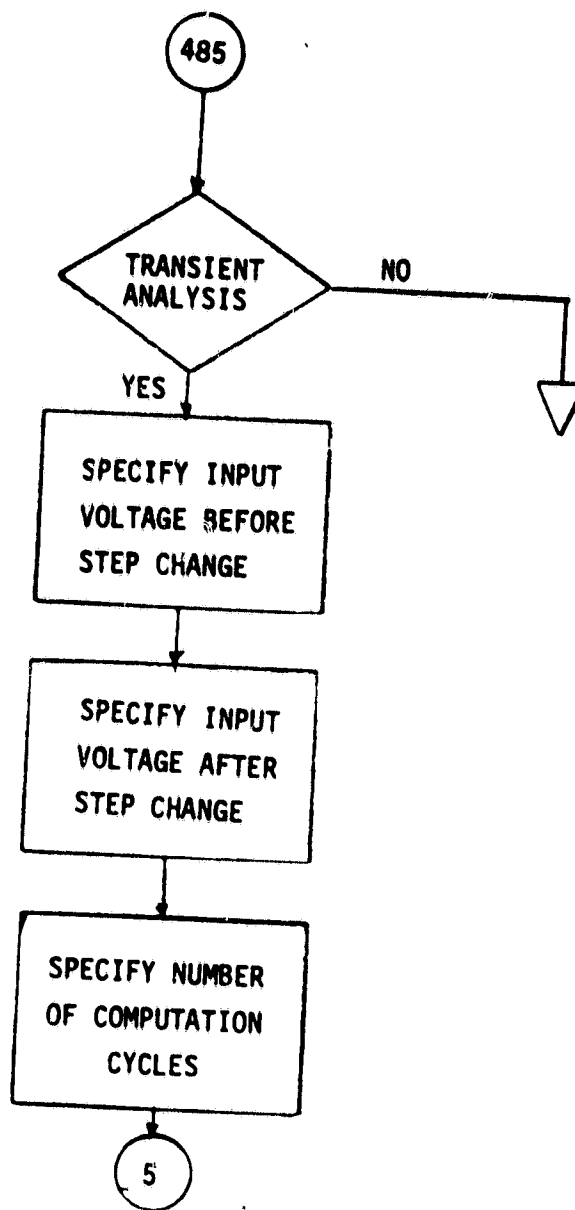 485
TRANSIENT
ANALYSIS
NO
YES
SPECIFY INPUT
VOLTAGE BEFORE
STEP CHANGE
SPECIFY INPUT
VOLTAGE AFTER
STEP CHANGE
SPECIFY NUMBER
OF COMPUTATION
CYCLES
5